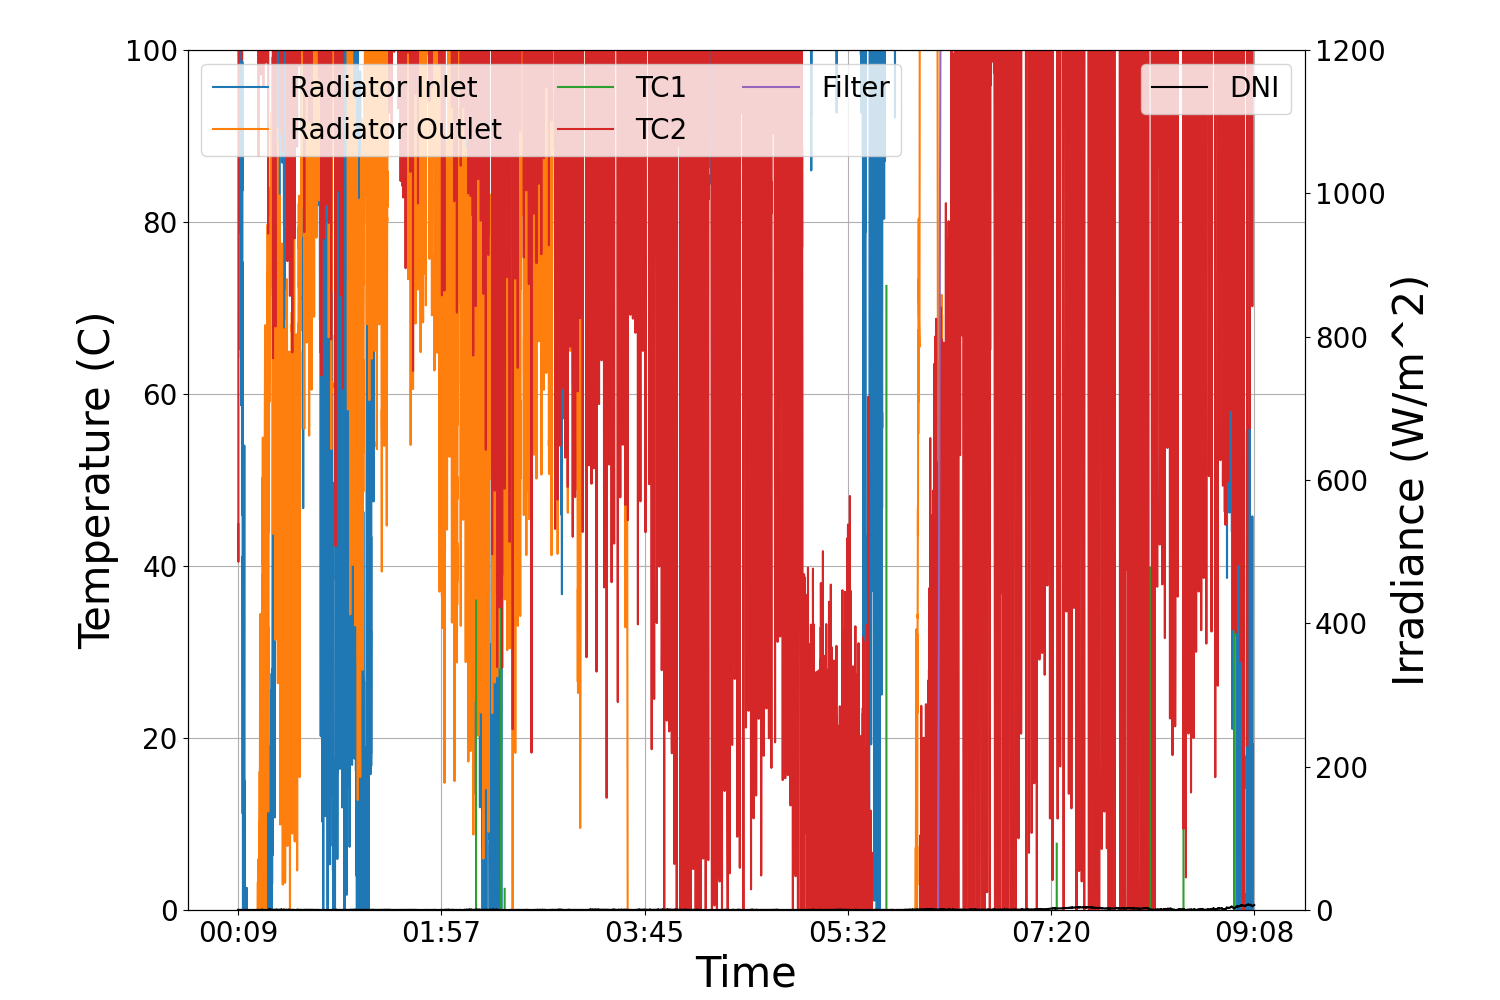 100
80
60
40
20
0
Temperature (C)
Radiator Inlet
Radiator Outlet
TC1
TC2
Filter
DNI
1200
1000
800
600
400
200
0
Irradiance (W/m^2)
00:09
01:57
03:45
05:32
07:20
09:08
Time